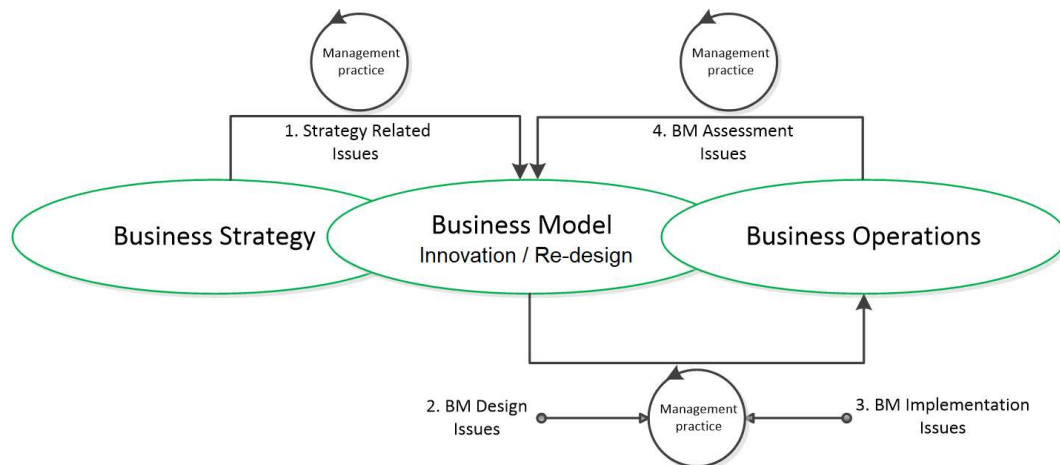 Management
practice
Management
practice
1. Strategy Related
Issues
4. BM Assessment
Issues
Business Strategy
Business Model
Innovation / Re-design
Business Operations
2. BM Design
Issues
Management
practice
3. BM Implementation
Issues